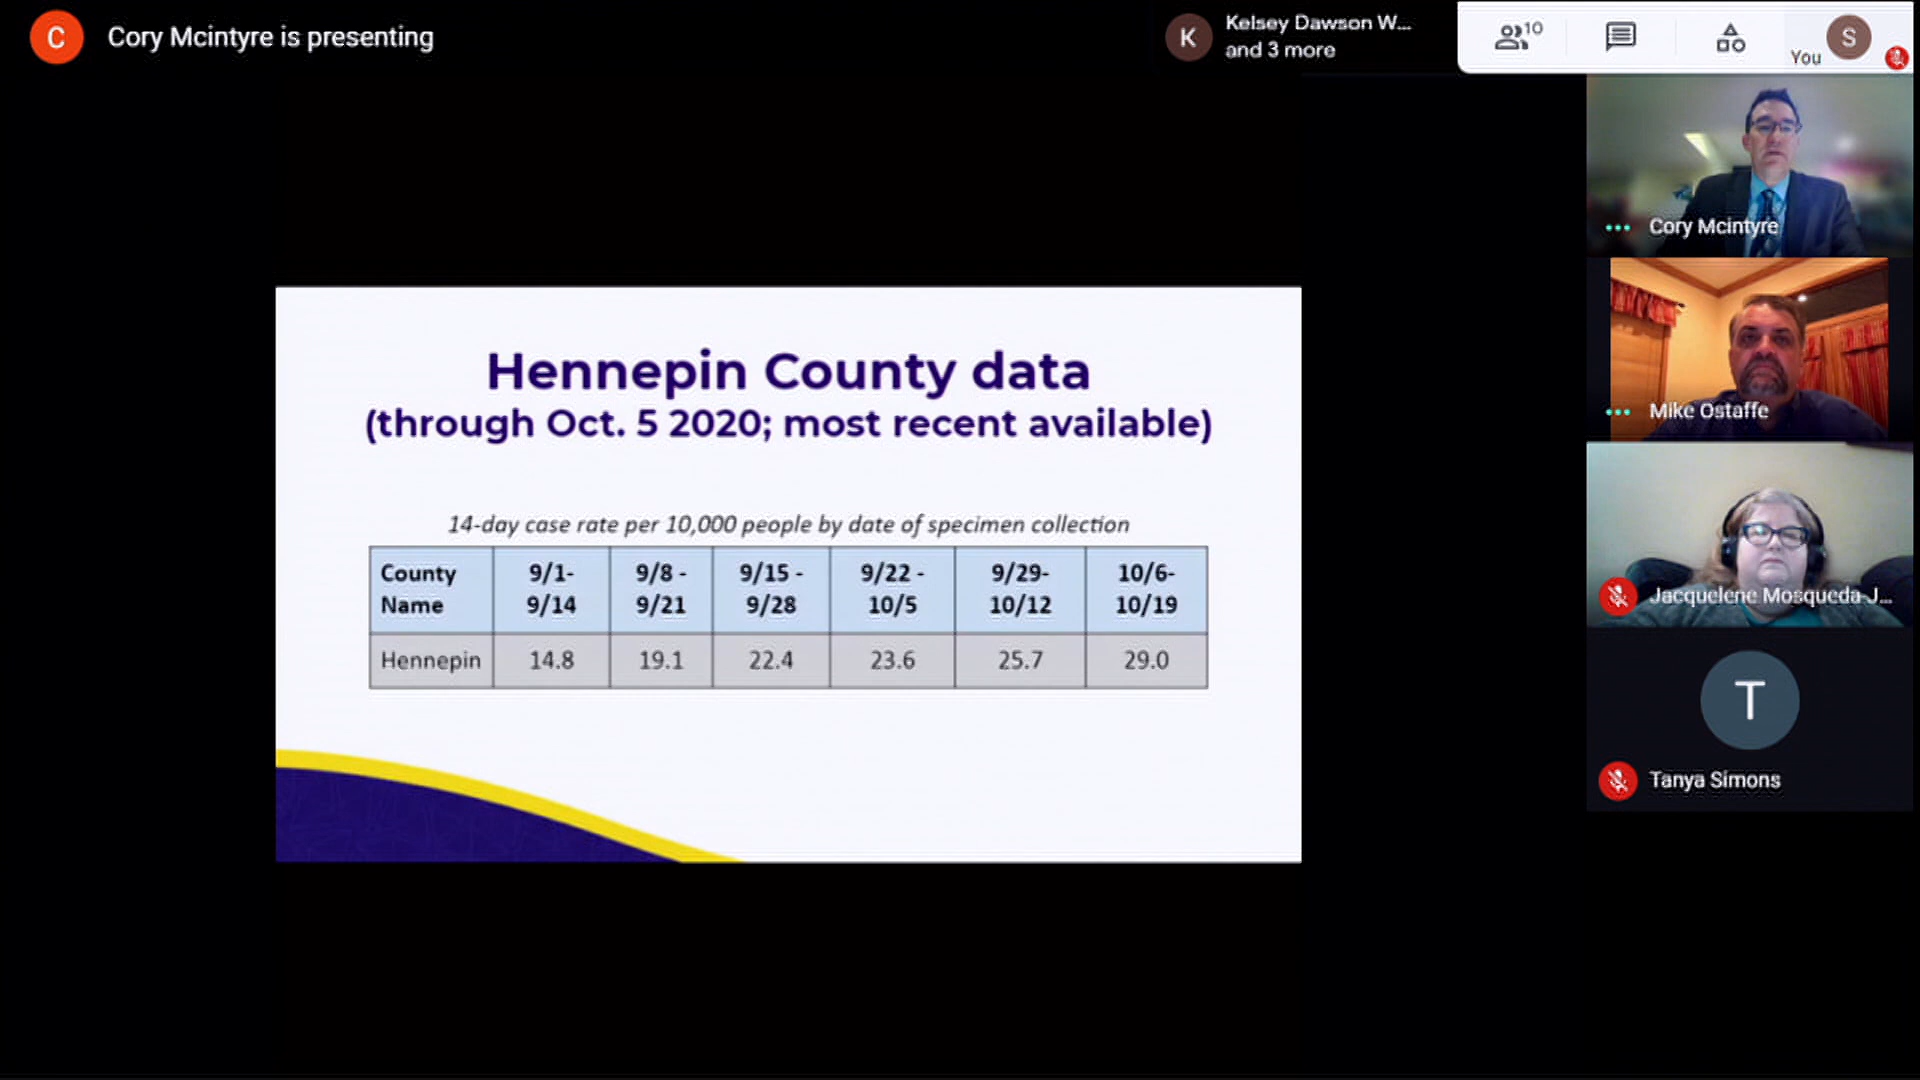 C
Cory Mcintyre is presenting
K
Kelsey Dawson W...
and 3 more
10
You
S
Cory Mcintyre
Mike Ostaffe
Jacquelene Mosqueda-J...
T
Tanya Simons
Hennepin County data
(through Oct. 5 2020; most recent available)
14-day case rate per 10,000 people by date of specimen collection
County Name 9/1-9/14 9/8 - 9/21 9/15 - 9/28 9/22 - 10/5 9/29-10/12 10/6-10/19
Hennepin 14.8 19.1 22.4 23.6 25.7 29.0